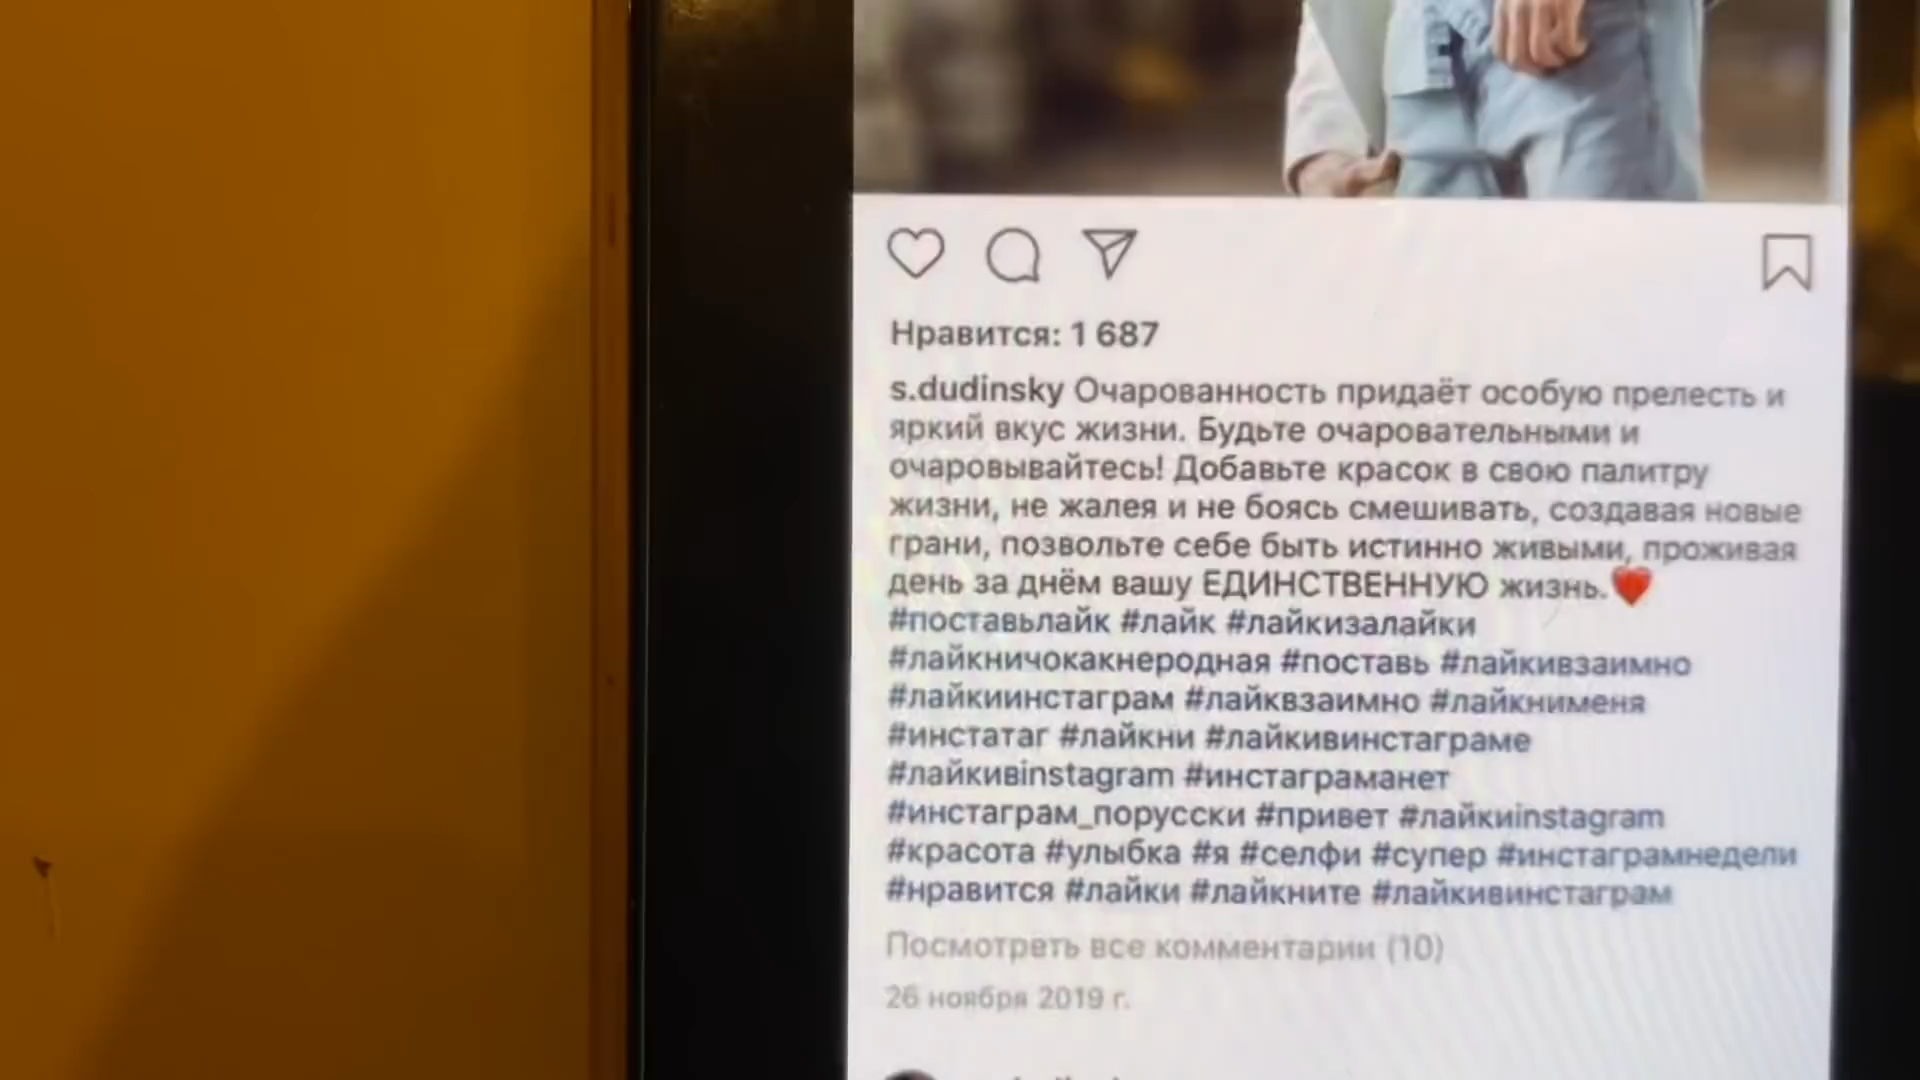 Нравится: 1 687
s.dudinsky Очарованность придаёт особую прелесть и
яркий вкус жизни. Будьте очаровательными и
очаровывайтесь! Добавьте красок в свою палитру
жизни, не жалея и не боясь смешивать, создавая новые
грани, позвольте себе быть истинно живыми, проживая
день за днём вашу ЕДИНСТВЕННУЮ жизнь.❤️
#поставьлайк #лайк #лайкизалайки
#лайкничокакнеродная #поставь #лайкивзаимно
#лайкиинстаграм #лайквзаимно #лайкнименя
#инстатаг #лайкни #лайкивинстаграме
#лайкивinstagram #инстаграманет
#инстаграм_порусски #привет #лайкиinstagram
#красота #улыбка #я #селфи #супер #инстаграмнедели
#нравится #лайки #лайкните #лайкивинстаграм
Посмотреть все комментарии (10)
26 ноября 2019 г.